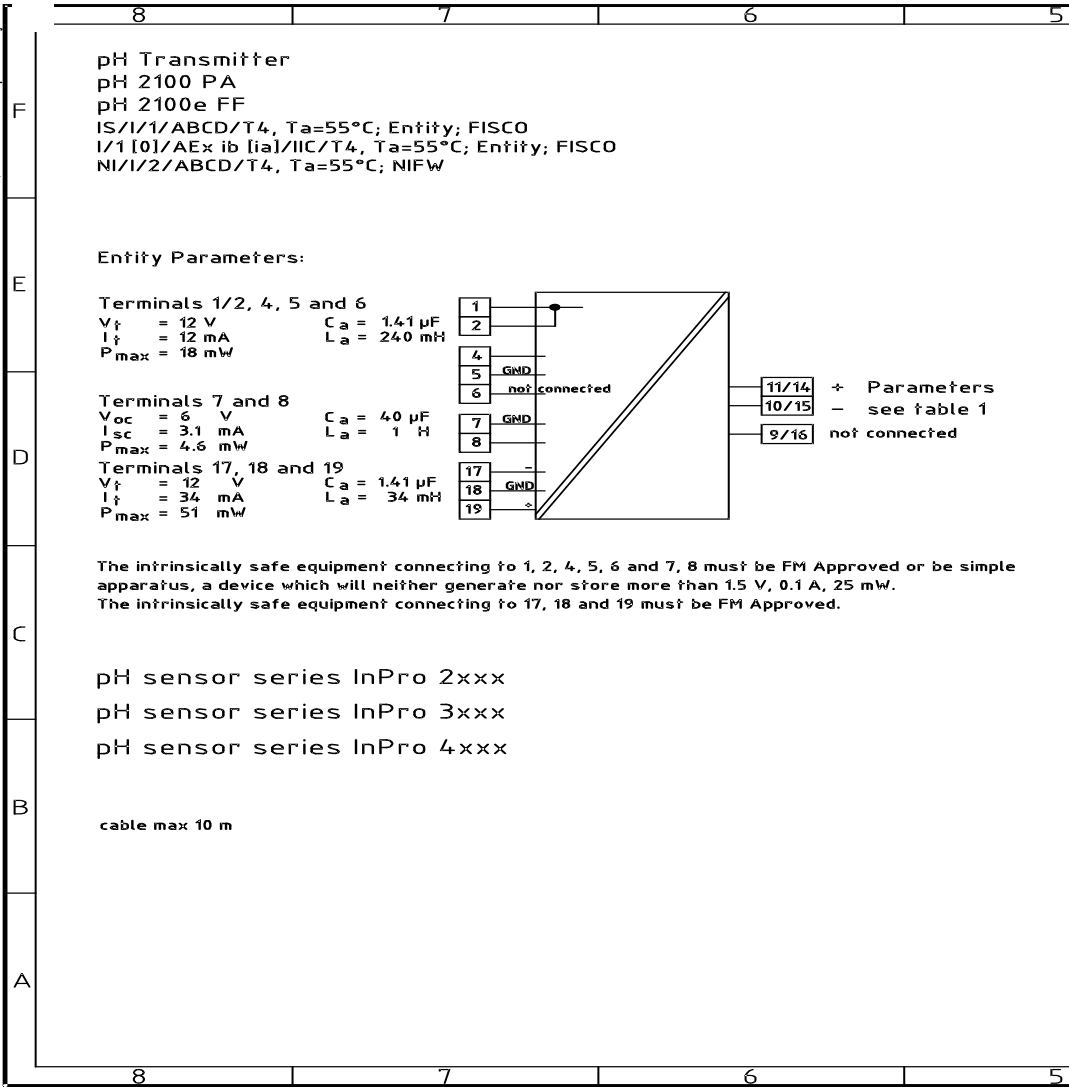 8 7 6 5
F
pH Transmitter
pH 2100 PA
pH 2100e FF
IS/I/1/ABCD/T4, Ta=55°C; Entity; FISCO
I/1 [0]/AEx ib [ia]/IIC/T4, Ta=55°C; Entity; FISCO
NI/I/2/ABCD/T4, Ta=55°C; NIFW
E
Entity Parameters:
Terminals 1/2, 4, 5 and 6
Vt = 12 V Ca = 1.41 µF
It = 12 mA La = 240 mH
Pmax = 18 mW
Terminals 7 and 8
Voc = 6 V Ca = 40 µF
Isc = 3.1 mA La = 1 H
Pmax = 4.6 mW
D
Terminals 17, 18 and 19
Vt = 12 V Ca = 1.41 µF
It = 34 mA La = 34 mH
Pmax = 51 mW
1
2
4
5 GND
6 not connected
7 GND
8
17 -
18 GND
19 +
11/14 + Parameters
10/15 - see table 1
9/16 not connected
The intrinsically safe equipment connecting to 1, 2, 4, 5, 6 and 7, 8 must be FM Approved or be simple
apparatus, a device which will neither generate nor store more than 1.5 V, 0.1 A, 25 mW.
The intrinsically safe equipment connecting to 17, 18 and 19 must be FM Approved.
C
pH sensor series InPro 2xxx
pH sensor series InPro 3xxx
pH sensor series InPro 4xxx
B
cable max 10 m
A
8 7 6 5